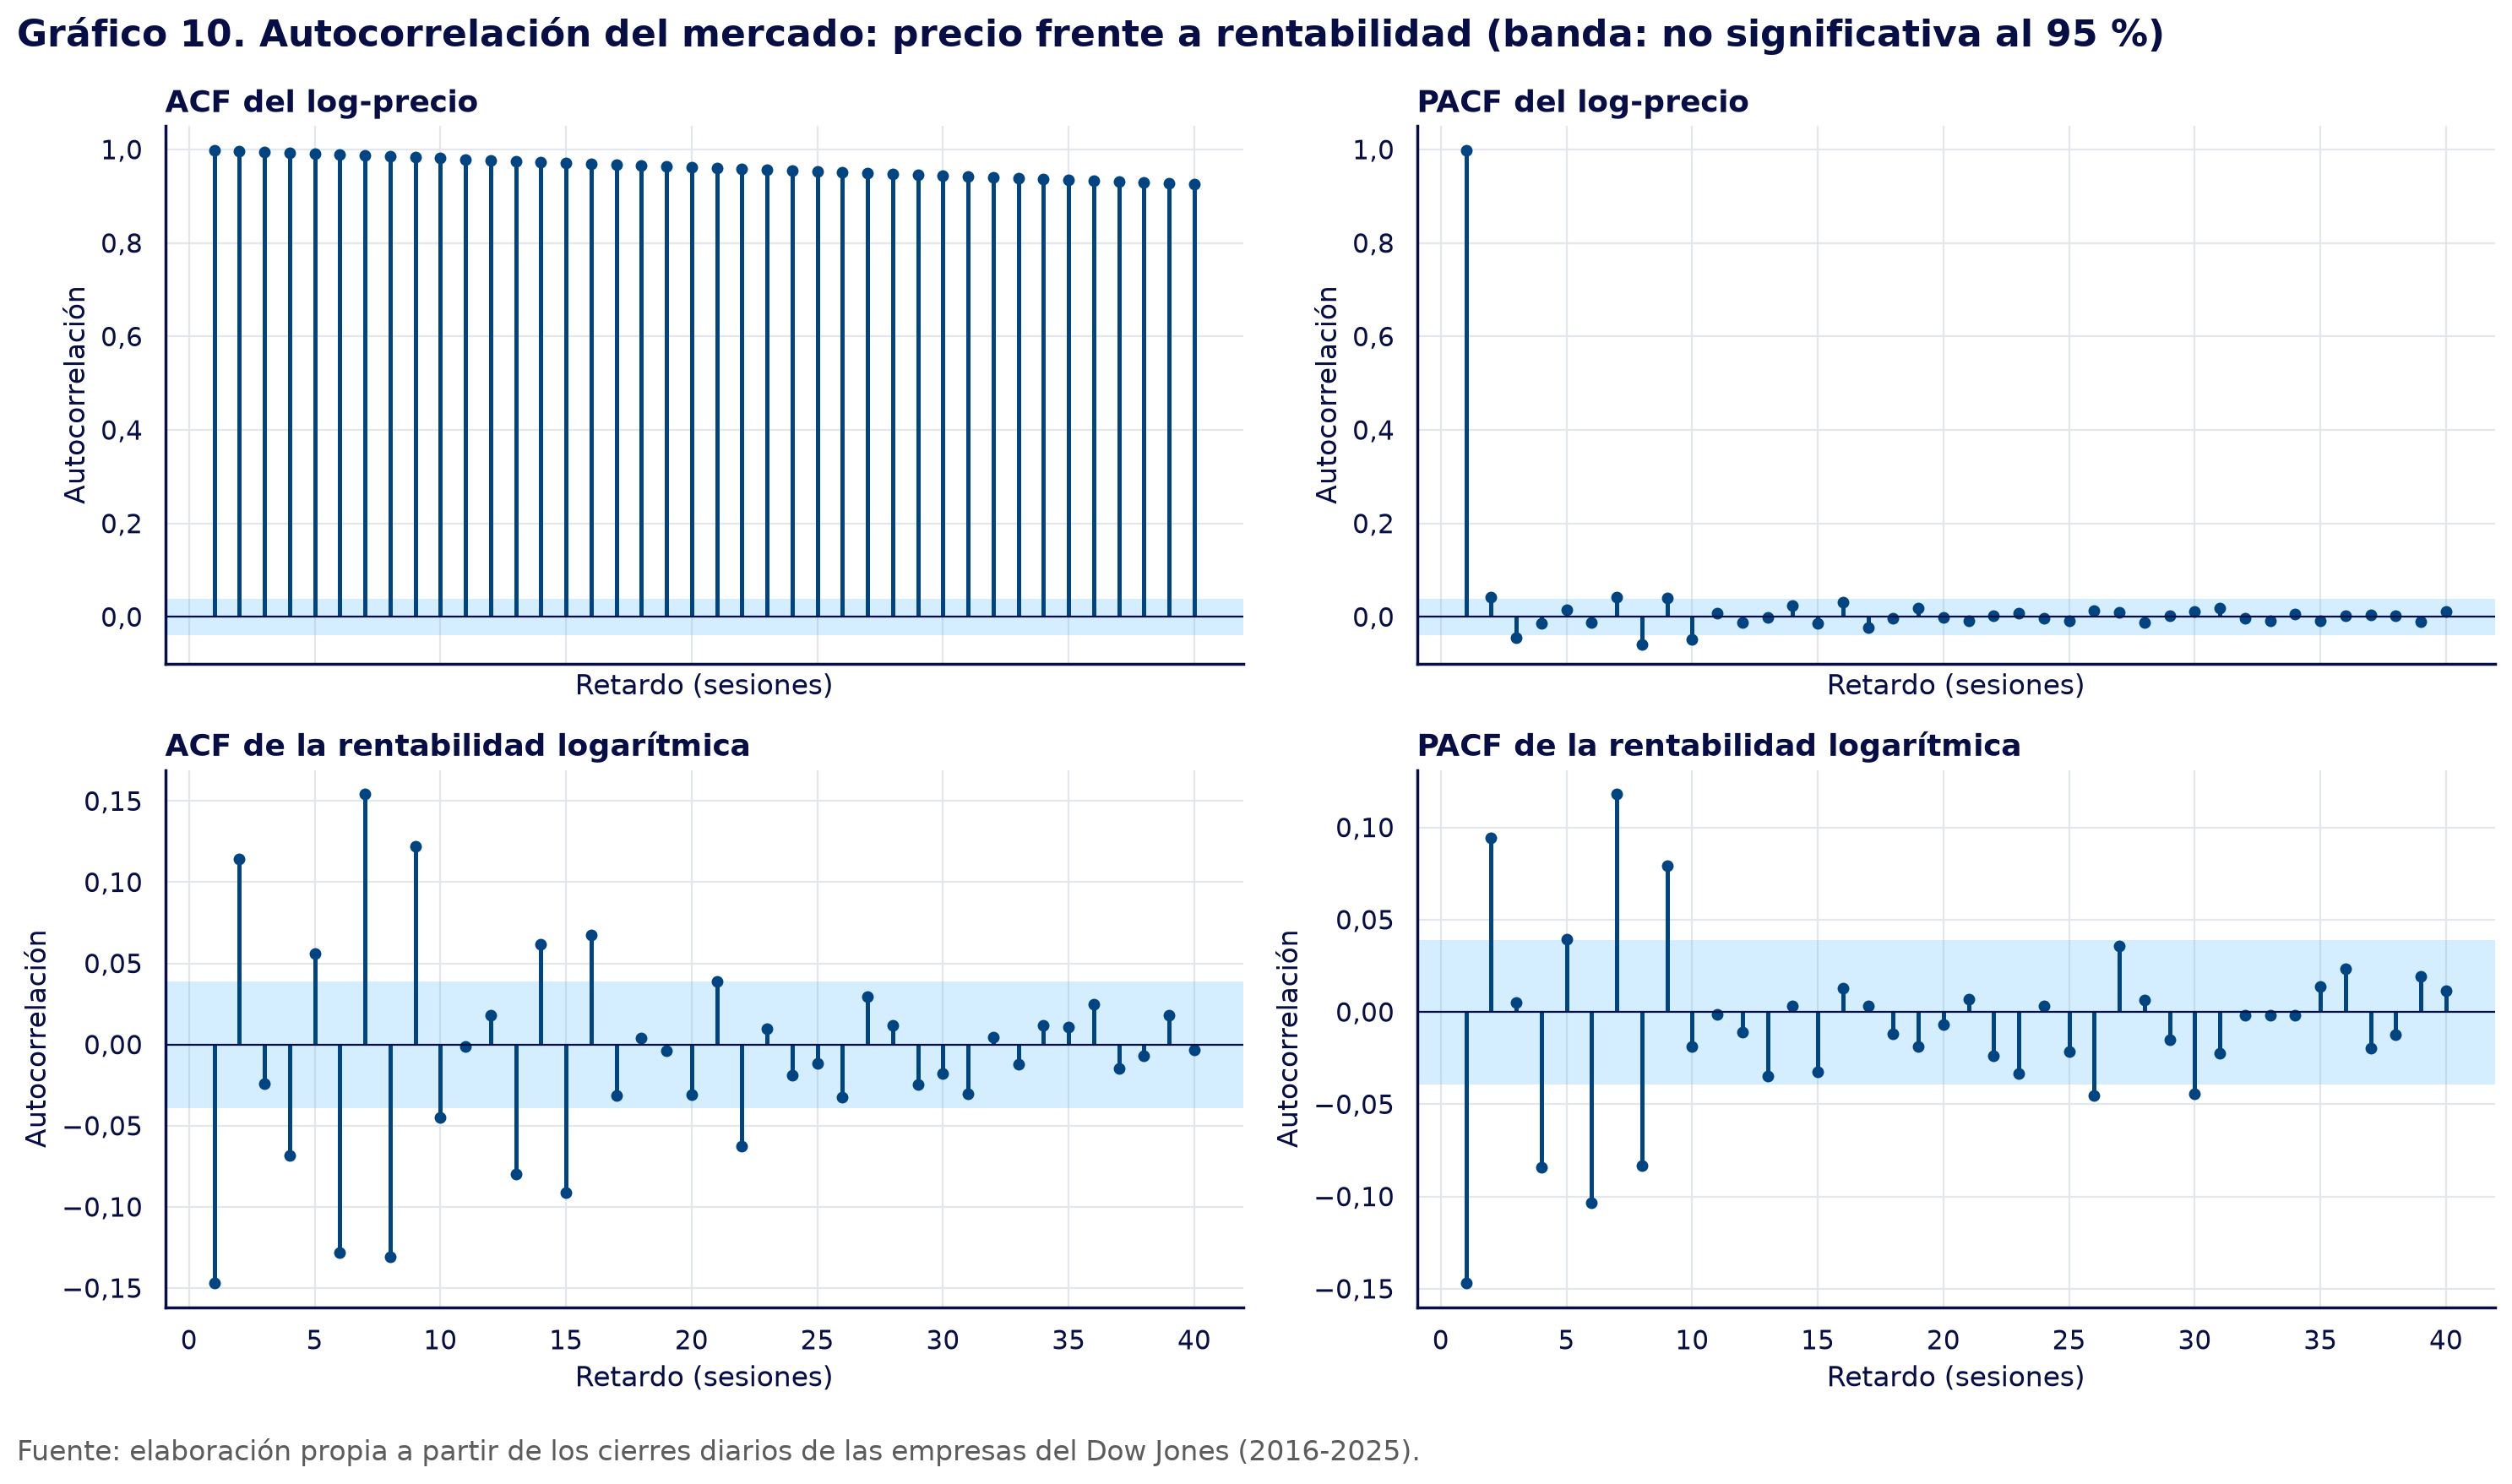 Gráfico 10. Autocorrelación del mercado: precio frente a rentabilidad (banda: no significativa al 95 %)
ACF del log-precio
1,0
0,8
0,6
0,4
0,2
0,0
Autocorrelación
Retardo (sesiones)
PACF del log-precio
1,0
0,8
0,6
0,4
0,2
0,0
Autocorrelación
Retardo (sesiones)
ACF de la rentabilidad logarítmica
0,15
0,10
0,05
0,00
−0,05
−0,10
−0,15
Autocorrelación
0 5 10 15 20 25 30 35 40
Retardo (sesiones)
PACF de la rentabilidad logarítmica
0,10
0,05
0,00
−0,05
−0,10
−0,15
Autocorrelación
0 5 10 15 20 25 30 35 40
Retardo (sesiones)
Fuente: elaboración propia a partir de los cierres diarios de las empresas del Dow Jones (2016-2025).